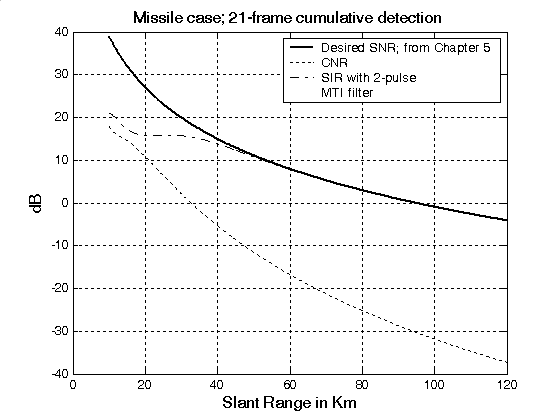 Missile case; 21-frame cumulative detection
Desired SNR; from Chapter 5
CNR
SIR with 2-pulse
MTI filter
dB
40
30
20
10
0
-10
-20
-30
-40
0
20
40
60
80
100
120
Slant Range in Km